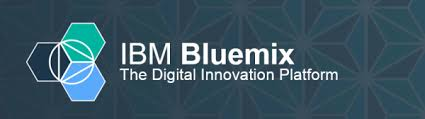 IBM Bluemix
The Digital Innovation Platform